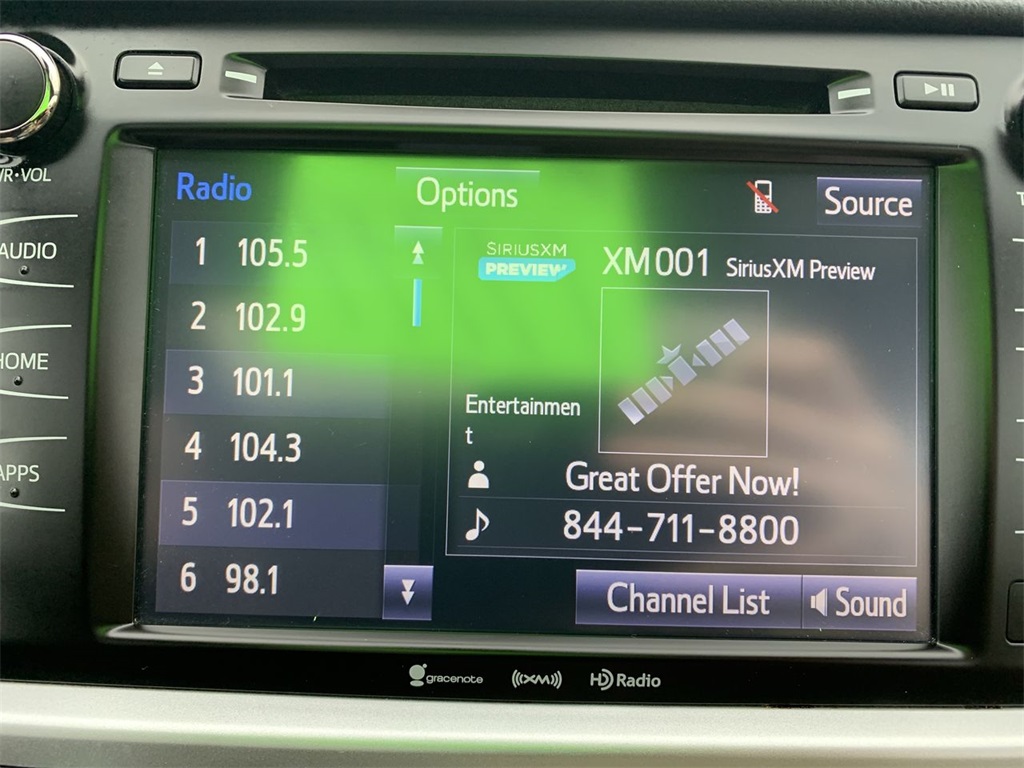 WR·VOL
AUDIO
HOME
APPS
Radio
Options
Source
1 105.5
2 102.9
3 101.1
4 104.3
5 102.1
6 98.1
SIRIUSXM
PREVIEW
XM001 SiriusXM Preview
Entertainmen
t
Great Offer Now!
844-711-8800
Channel List
Sound
gracenote
((XM))
HD Radio